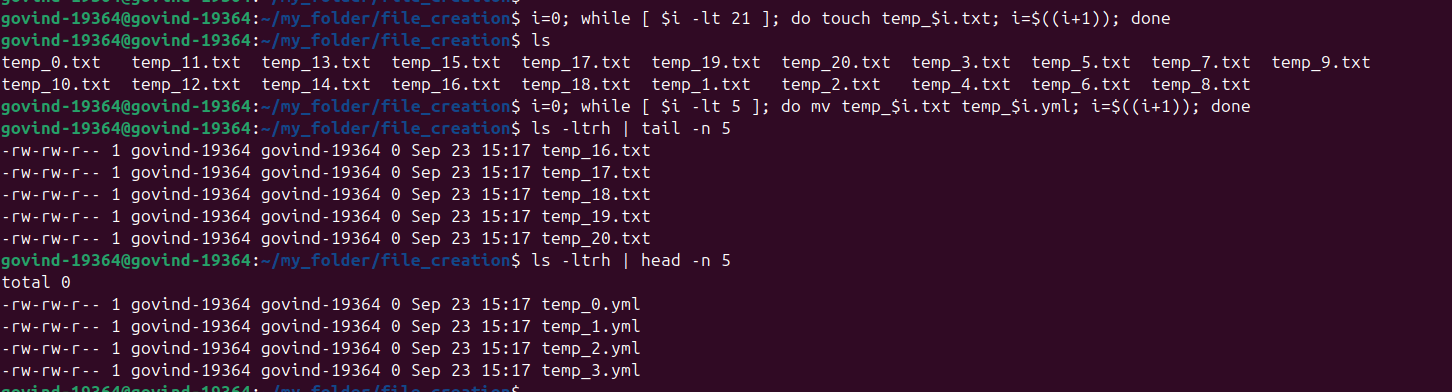 govind-19364@govind-19364:~/my_folder/file_creation$ i=0; while [ $i -lt 21 ]; do touch temp_$i.txt; i=$((i+1)); done
govind-19364@govind-19364:~/my_folder/file_creation$ ls
temp_0.txt   temp_11.txt  temp_13.txt  temp_15.txt  temp_17.txt  temp_19.txt  temp_20.txt  temp_3.txt  temp_5.txt  temp_7.txt  temp_9.txt
temp_10.txt  temp_12.txt  temp_14.txt  temp_16.txt  temp_18.txt  temp_1.txt   temp_2.txt   temp_4.txt  temp_6.txt  temp_8.txt
govind-19364@govind-19364:~/my_folder/file_creation$ i=0; while [ $i -lt 5 ]; do mv temp_$i.txt temp_$i.yml; i=$((i+1)); done
govind-19364@govind-19364:~/my_folder/file_creation$ ls -ltrh | tail -n 5
-rw-rw-r-- 1 govind-19364 govind-19364 0 Sep 23 15:17 temp_16.txt
-rw-rw-r-- 1 govind-19364 govind-19364 0 Sep 23 15:17 temp_17.txt
-rw-rw-r-- 1 govind-19364 govind-19364 0 Sep 23 15:17 temp_18.txt
-rw-rw-r-- 1 govind-19364 govind-19364 0 Sep 23 15:17 temp_19.txt
-rw-rw-r-- 1 govind-19364 govind-19364 0 Sep 23 15:17 temp_20.txt
govind-19364@govind-19364:~/my_folder/file_creation$ ls -ltrh | head -n 5
total 0
-rw-rw-r-- 1 govind-19364 govind-19364 0 Sep 23 15:17 temp_0.yml
-rw-rw-r-- 1 govind-19364 govind-19364 0 Sep 23 15:17 temp_1.yml
-rw-rw-r-- 1 govind-19364 govind-19364 0 Sep 23 15:17 temp_2.yml
-rw-rw-r-- 1 govind-19364 govind-19364 0 Sep 23 15:17 temp_3.yml